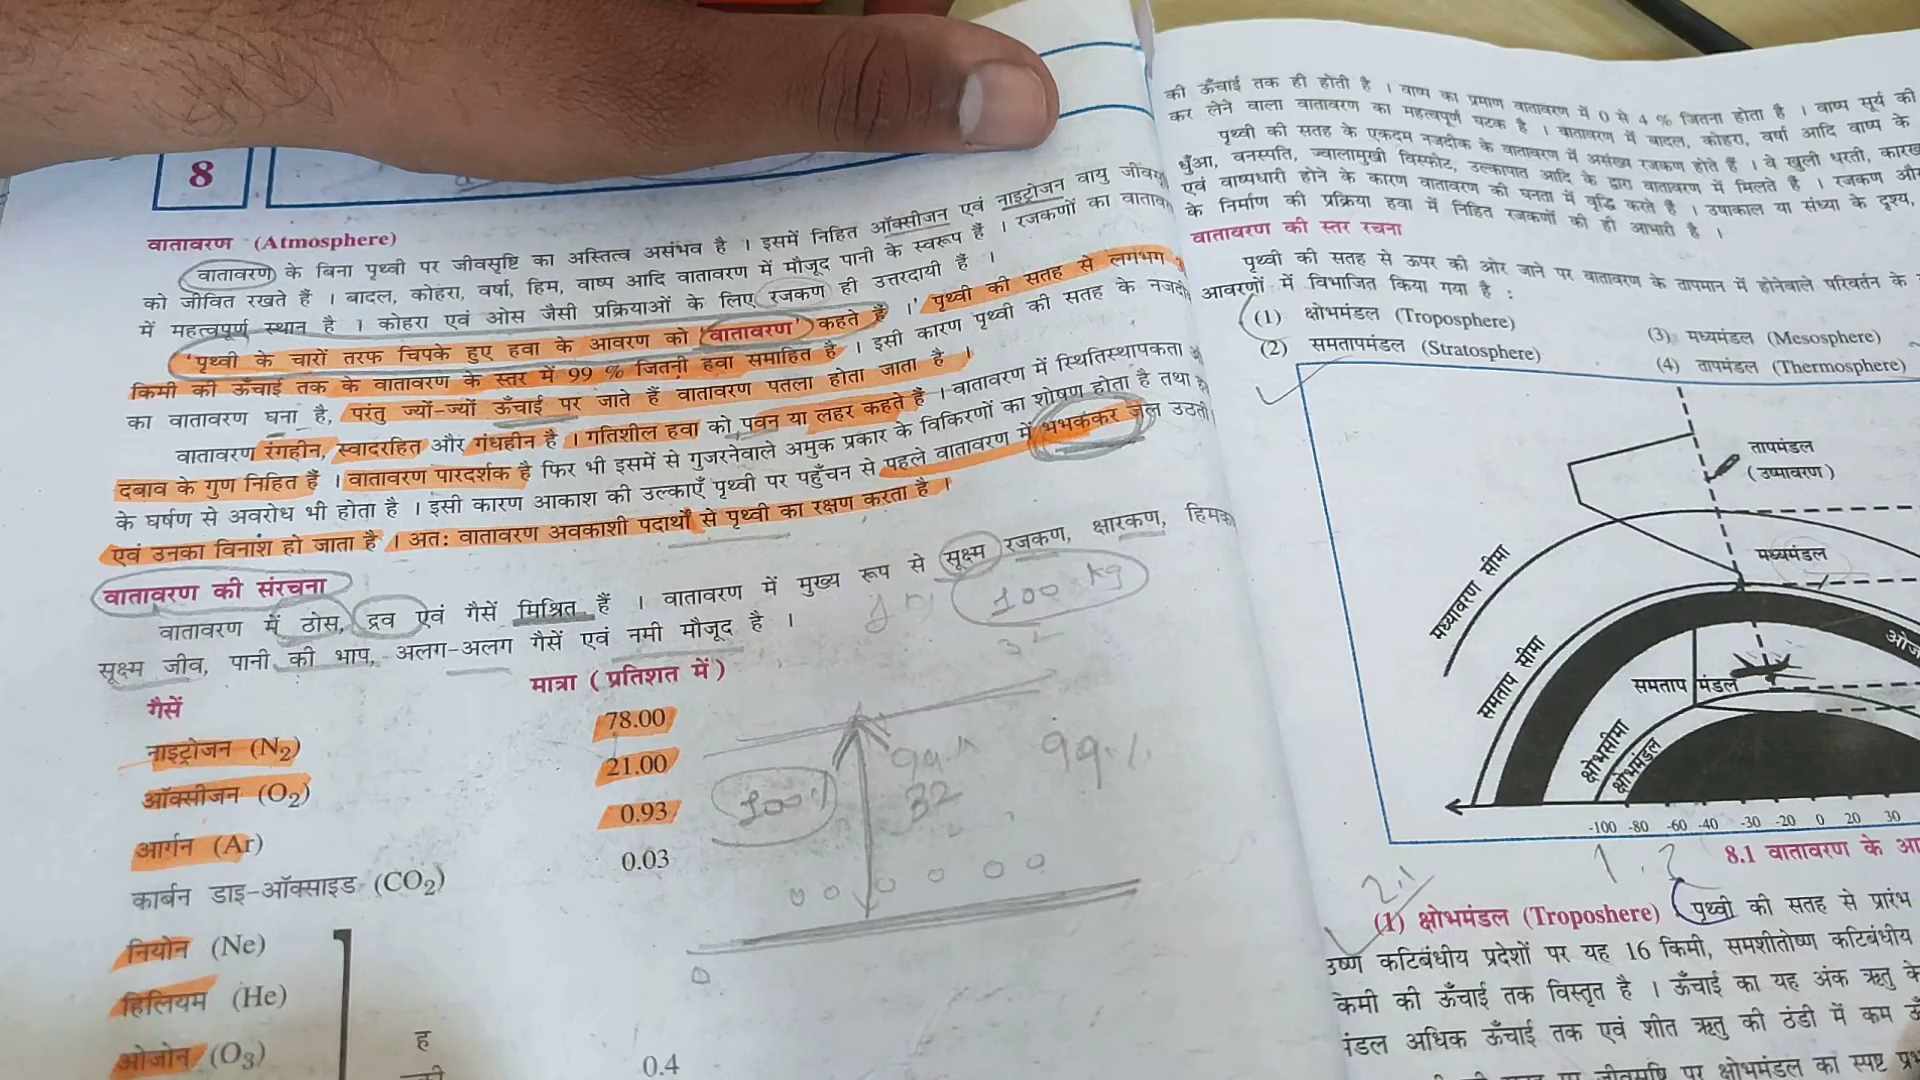 8
वातावरण (Atmosphere)
वातावरण के बिना पृथ्वी पर जीवसृष्टि का अस्तित्व असंभव है । इसमें निहित ऑक्सीजन एवं नाइट्रोजन वायु
को जीवित रखते हैं । बादल, कोहरा, वर्षा, हिम, वाष्प आदि वातावरण में मौजूद पानी के स्वरूप हैं । रजकणों का
में महत्वपूर्ण स्थान है । कोहरा एवं ओस जैसी प्रक्रियाओं के लिए रजकण ही उत्तरदायी हैं ।
'पृथ्वी के चारों तरफ चिपके हुए हवा के आवरण को 'वातावरण' कहते हैं ।' पृथ्वी की सतह से लगभग
किमी की ऊँचाई तक के वातावरण के स्तर में 99 % जितनी हवा समाहित है । इसी कारण पृथ्वी की सतह के
का वातावरण घना है, परंतु ज्यों-ज्यों ऊँचाई पर जाते हैं वातावरण पतला होता जाता है ।
वातावरण रंगहीन, स्वादरहित और गंधहीन है । गतिशील हवा को पवन या लहर कहते हैं । वातावरण में स्थितिस्थापकता
दबाव के गुण निहित हैं । वातावरण पारदर्शक है फिर भी इसमें से गुजरनेवाले अमुक प्रकार के विकिरणों का शोषण होता है तथा
के घर्षण से अवरोध भी होता है । इसी कारण आकाश की उल्काएँ पृथ्वी पर पहुँचन से पहले वातावरण में भभककर जल उठती
एवं उनका विनाश हो जाता है । अतः वातावरण अवकाशी पदार्थों से पृथ्वी का रक्षण करता है ।
वातावरण की संरचना
वातावरण में ठोस, द्रव ऐवं गैसें मिश्रित हैं । वातावरण में मुख्य रूप से सूक्ष्म रजकण, क्षारकण,
सूक्ष्म जीव, पानी की भाप, अलग-अलग गैसें एवं नमी मौजूद है ।
100 kg
32
गैसें मात्रा ( प्रतिशत में )
नाइट्रोजन (N₂) 78.00
ऑक्सीजन (O₂) 21.00
आर्गन (Ar) 0.93
कार्बन डाइ-ऑक्साइड (CO₂) 0.03
नियोन (Ne)
हिलियम (He)
ओजोन (O₃)
ह
0.4
99%
32
99%
100%
0
की ऊँचाई तक ही होती है । वाष्प का प्रमाण वातावरण में 0 से 4 % जितना होता है । वाष्प सूर्य की
कर लेने वाला वातावरण का महत्वपूर्ण घटक है । वातावरण में बादल, कोहरा, वर्षा आदि वाष्प के
पृथ्वी की सतह के एकदम नजदीक के वातावरण में असंख्य रजकण होते हैं । वे खुली धरती,
धुँआ, वनस्पति, ज्वालामुखी विस्फोट, उल्कापात आदि के द्वारा वातावरण में मिलते हैं । रजकण
एवं वाष्पधारी होने के कारण वातावरण की घनता में वृद्धि करते हैं । उषाकाल या संध्या के दृश्य,
के निर्माण की प्रक्रिया हवा में निहित रजकणों की ही आभारी है ।
वातावरण की स्तर रचना
पृथ्वी की सतह से ऊपर की ओर जाने पर वातावरण के तापमान में होनेवाले परिवर्तन के
आवरणों में विभाजित किया गया है :
(1) क्षोभमंडल (Troposphere) (3) मध्यमंडल (Mesosphere)
(2) समतापमंडल (Stratosphere) (4) तापमंडल (Thermosphere)
तापमंडल
(उष्मावरण)
मध्यमंडल
मध्यावरण सीमा
समताप सीमा
समताप मंडल
क्षोभसीमा
क्षोभमंडल
-100 -80 -60 -40 -30 -20 0 20 30
8.1 वातावरण के
2.1
(1) क्षोभमंडल (Troposhere) पृथ्वी की सतह से प्रारंभ
उष्ण कटिबंधीय प्रदेशों पर यह 16 किमी, समशीतोष्ण कटिबंधीय
केमी की ऊँचाई तक विस्तृत है । ऊँचाई का यह अंक ऋतु के
मंडल अधिक ऊँचाई तक एवं शीत ऋतु की ठंडी में कम
पर क्षोभमंडल का स्पष्ट